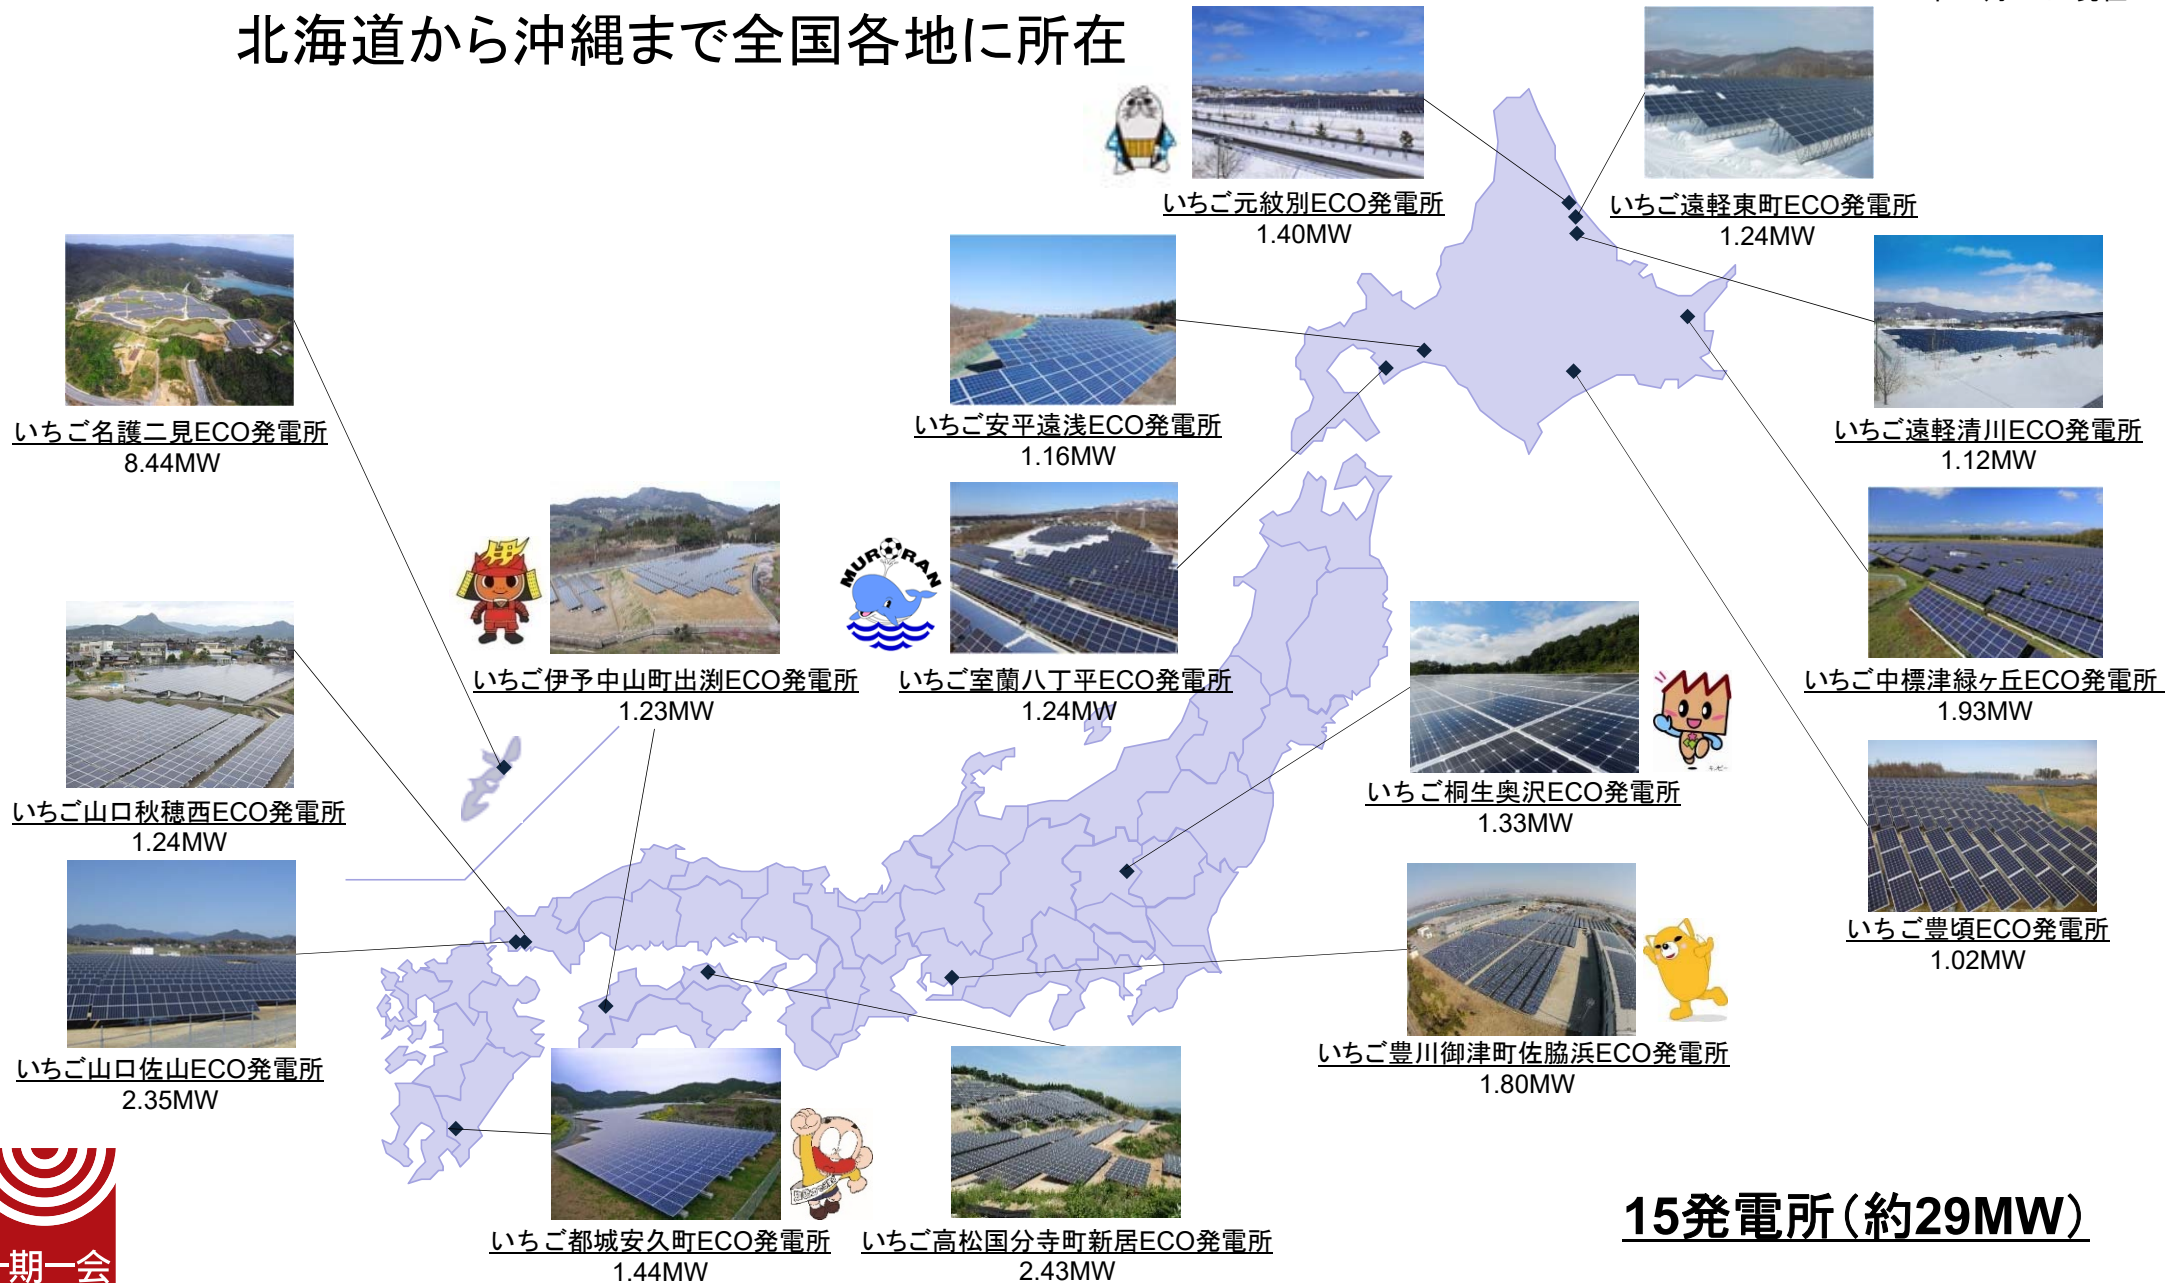 北海道から沖縄まで全国各地に所在
いちご元紋別ECO発電所
1.40MW
いちご遠軽東町ECO発電所
1.24MW
いちご名護二見ECO発電所
8.44MW
いちご安平遠浅ECO発電所
1.16MW
いちご遠軽清川ECO発電所
1.12MW
MURORAN
いちご伊予中山町出渕ECO発電所
1.23MW
いちご室蘭八丁平ECO発電所
1.24MW
いちご中標津緑ヶ丘ECO発電所
1.93MW
いちご山口秋穂西ECO発電所
1.24MW
いちご桐生奥沢ECO発電所
1.33MW
いちご豊頃ECO発電所
1.02MW
いちご山口佐山ECO発電所
2.35MW
いちご豊川御津町佐脇浜ECO発電所
1.80MW
いちご都城安久町ECO発電所
1.44MW
いちご高松国分寺町新居ECO発電所
2.43MW
15発電所（約29MW）
一期一会